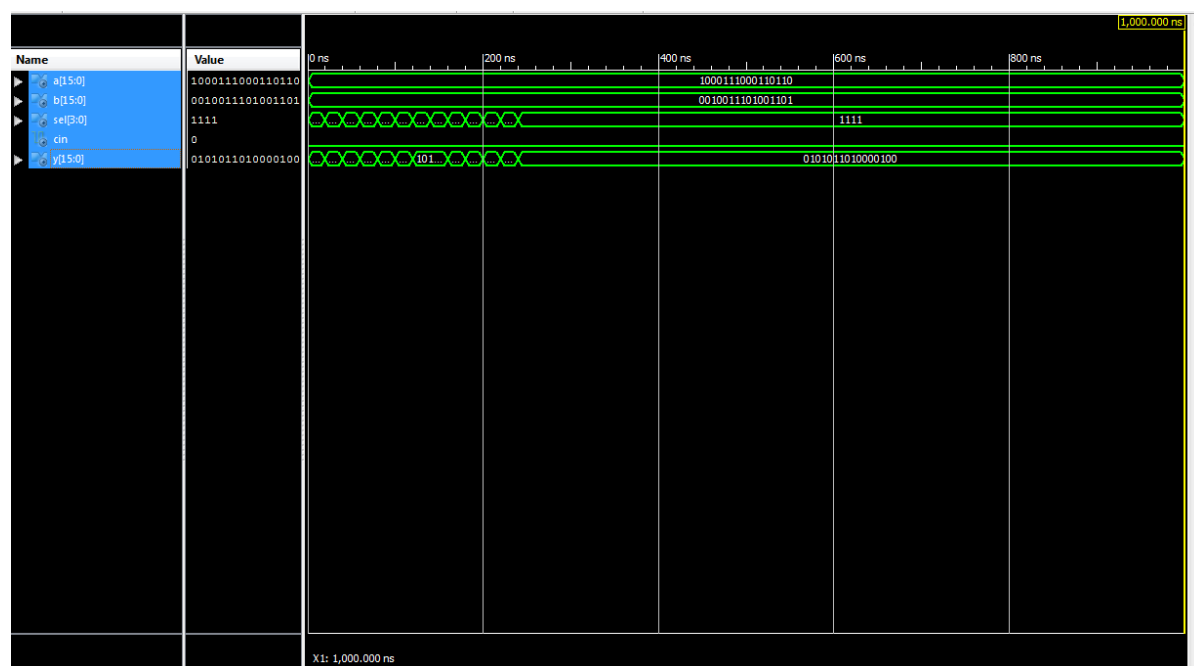 1,000.000 ns
Name Value 0 ns 200 ns 400 ns 600 ns 800 ns
a[15:0] 1000111000110110 1000111000110110
b[15:0] 0010011101001101 0010011101001101
sel[3:0] 1111 ... ... ... ... ... ... ... ... ... ... ... ... 1111
cin 0
y[15:0] 0101011010000100 ... ... ... ... ... ... 101... ... ... ... ... 0101011010000100
X1: 1,000.000 ns